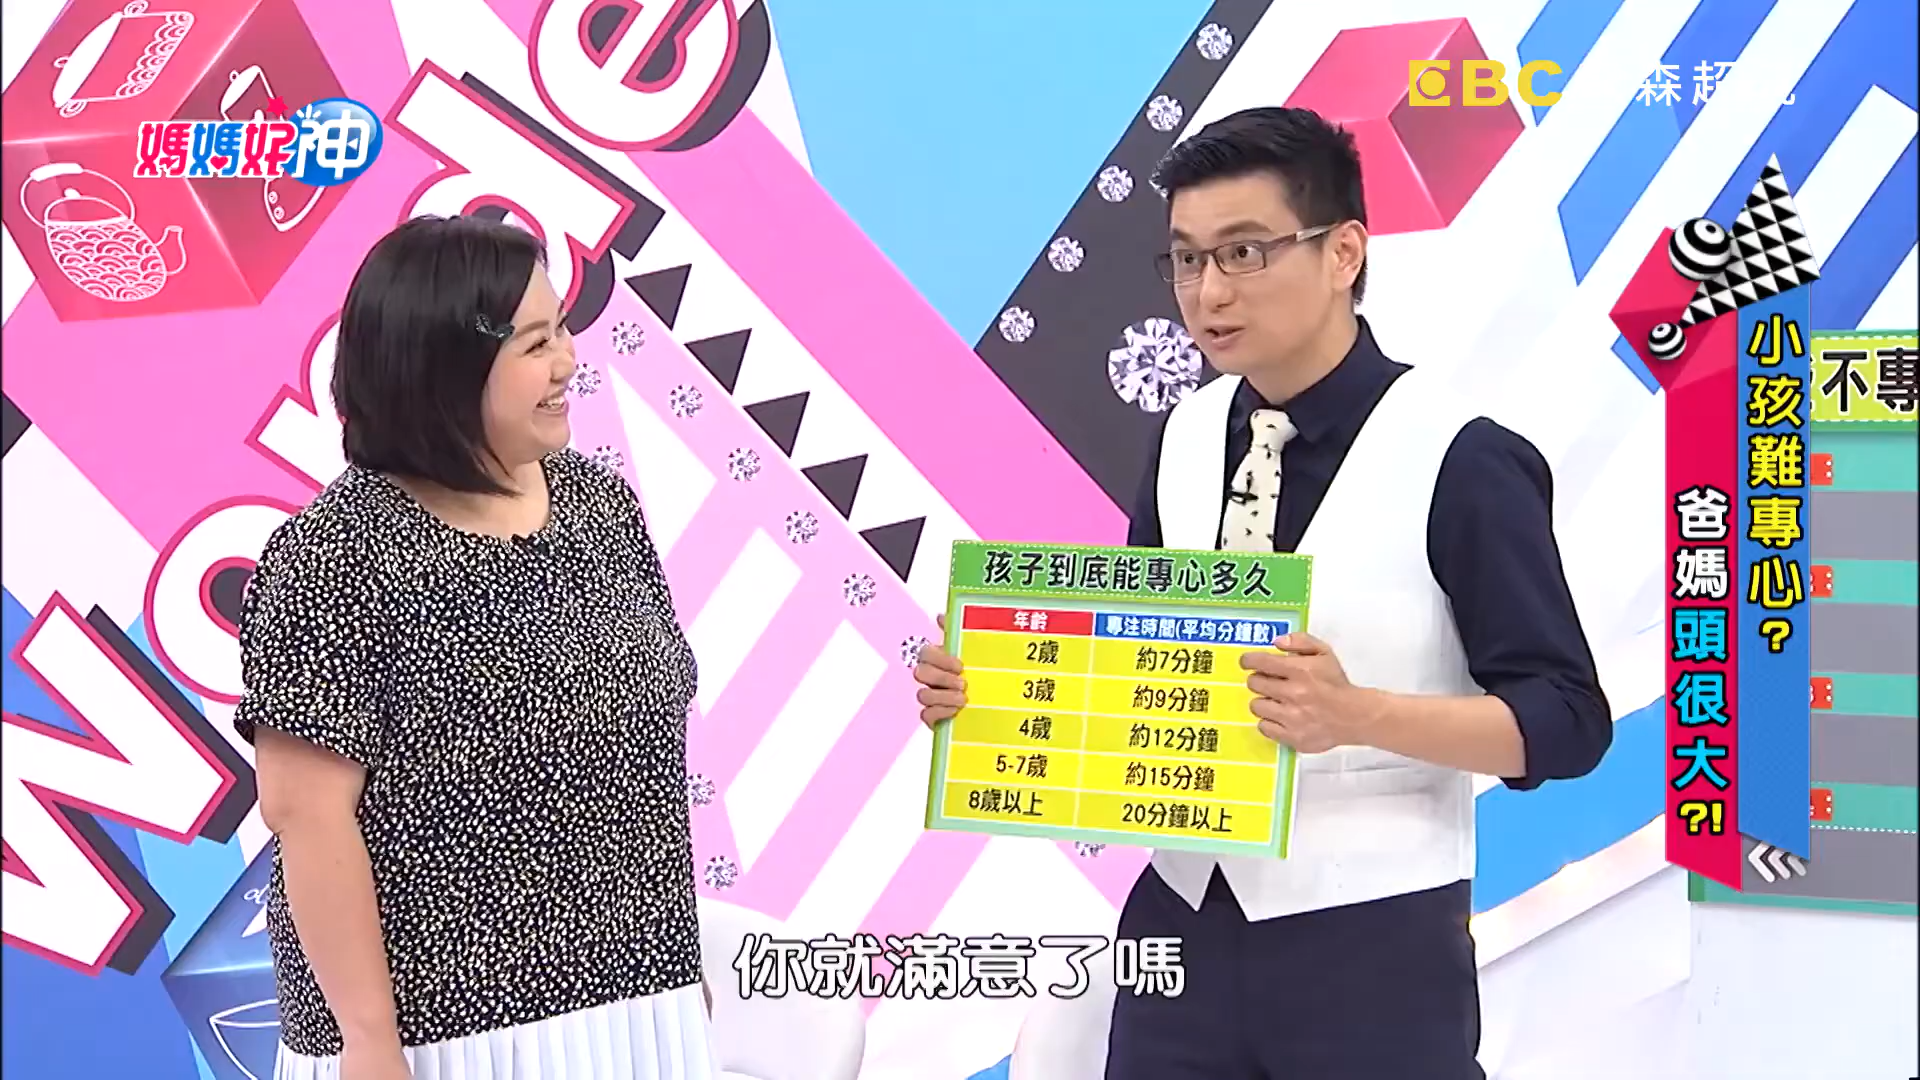 媽媽好神
EBC 森超
Wonde
小孩難專心?
爸媽頭很大?!
不專
孩子到底能專心多久
年齡 專注時間(平均分鐘數)
2歲 約7分鐘
3歲 約9分鐘
4歲 約12分鐘
5-7歲 約15分鐘
8歲以上 20分鐘以上
你就滿意了嗎